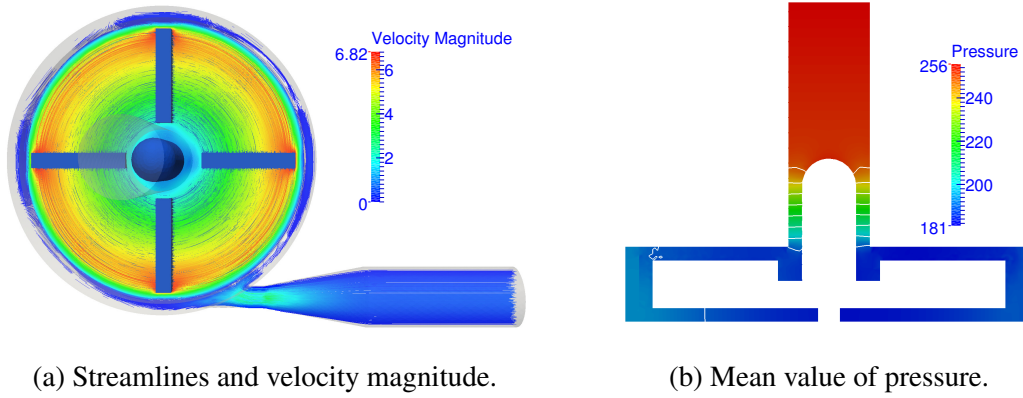 Velocity Magnitude
6.82
6
4
2
0
Pressure
256
240
220
200
181
(a) Streamlines and velocity magnitude.
(b) Mean value of pressure.